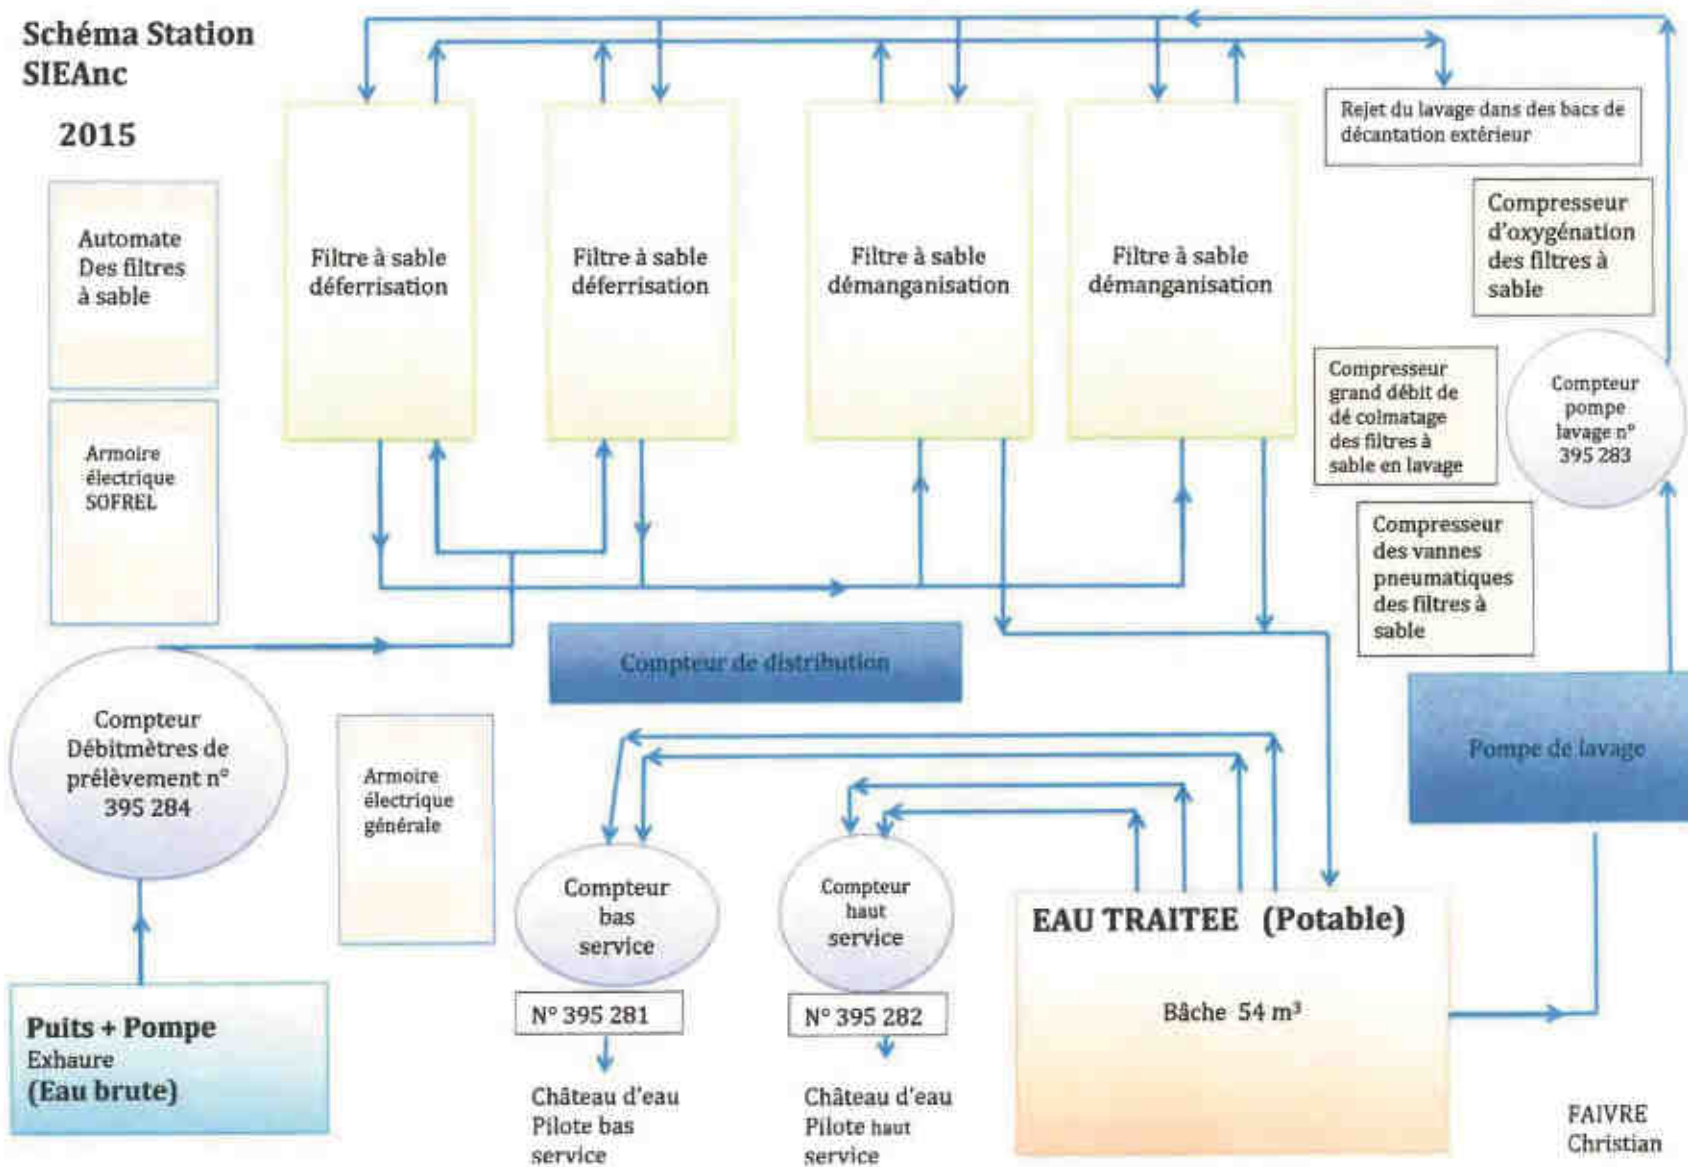 Schéma Station
SIEAnc
2015
Rejet du lavage dans des bacs de
décantation extérieur
Automate
Des filtres
à sable
Filtre à sable
déferrisation
Filtre à sable
déferrisation
Filtre à sable
démanganisation
Filtre à sable
démanganisation
Compresseur
d'oxygénation
des filtres à
sable
Compresseur
grand débit de
dé colmatage
des filtres à
sable en lavage
Compteur
pompe
lavage n°
395 283
Armoire
électrique
SOFREL
Compresseur
des vannes
pneumatiques
des filtres à
sable
Compteur de distribution
Compteur
Débitmètres de
prélèvement n°
395 284
Armoire
électrique
générale
Pompe de lavage
Compteur
bas
service
Compteur
haut
service
EAU TRAITEE (Potable)
Bâche 54 m³
N° 395 281
N° 395 282
Puits + Pompe
Exhaure
(Eau brute)
Château d'eau
Pilote bas
service
Château d'eau
Pilote haut
service
FAIVRE
Christian